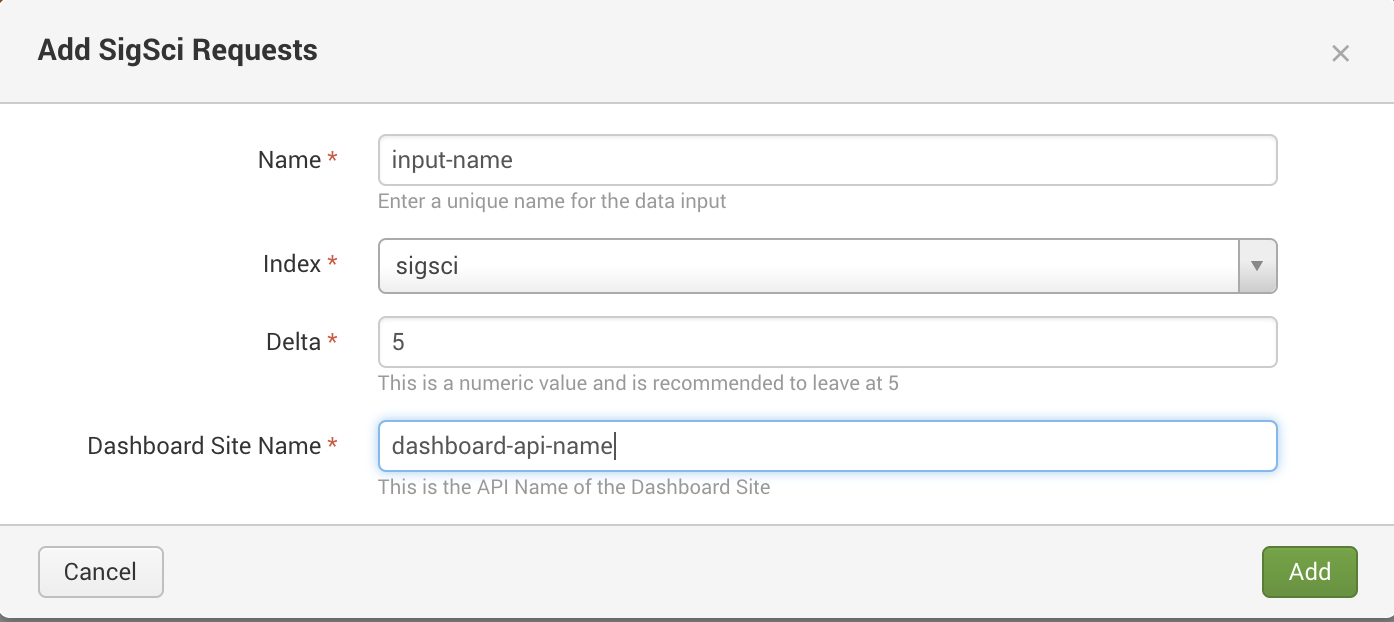 Add SigSci Requests
×
Name *
input-name
Enter a unique name for the data input
Index *
sigsci
Delta *
5
This is a numeric value and is recommended to leave at 5
Dashboard Site Name *
dashboard-api-name
This is the API Name of the Dashboard Site
Cancel
Add